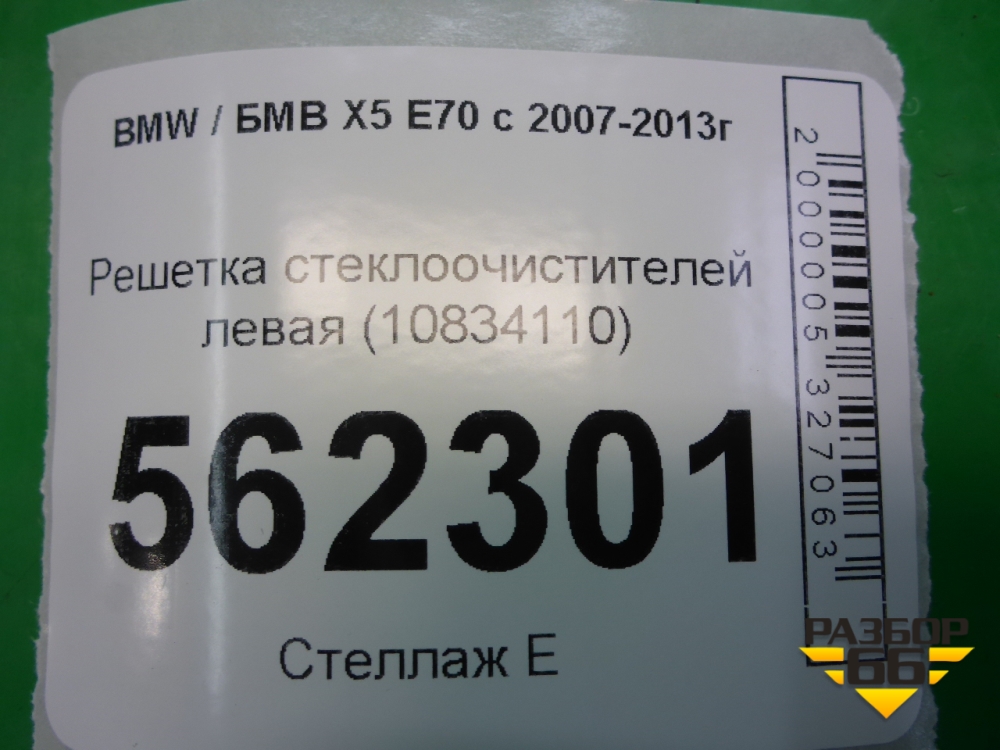 BMW / БМВ X5 E70 с 2007-2013г
Решетка стеклоочистителей
левая (10834110)
562301
Стеллаж Е
2000005327063
РАЗБОР
66